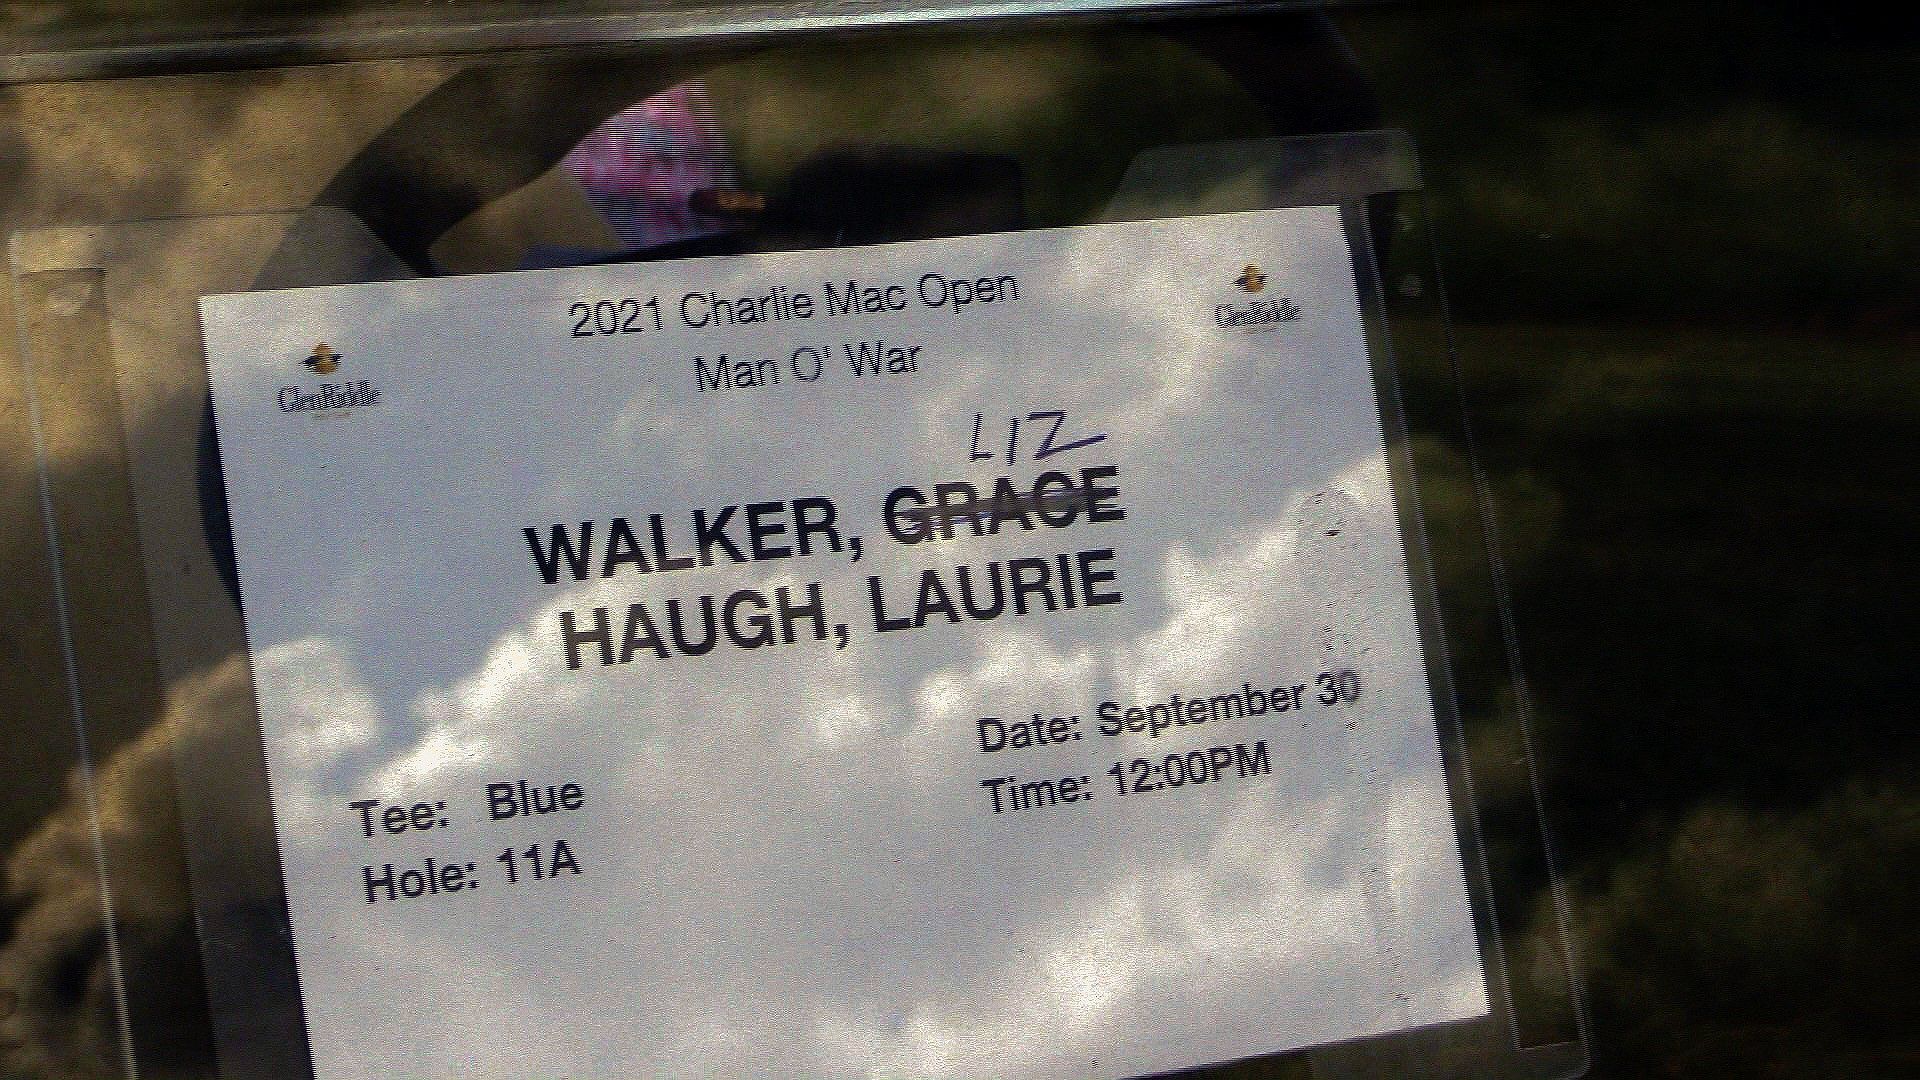 2021 Charlie Mac Open
Man O' War
GlenRiddle
GlenRiddle
LIZ
WALKER, GRACE
HAUGH, LAURIE
Date: September 30
Time: 12:00PM
Tee: Blue
Hole: 11A